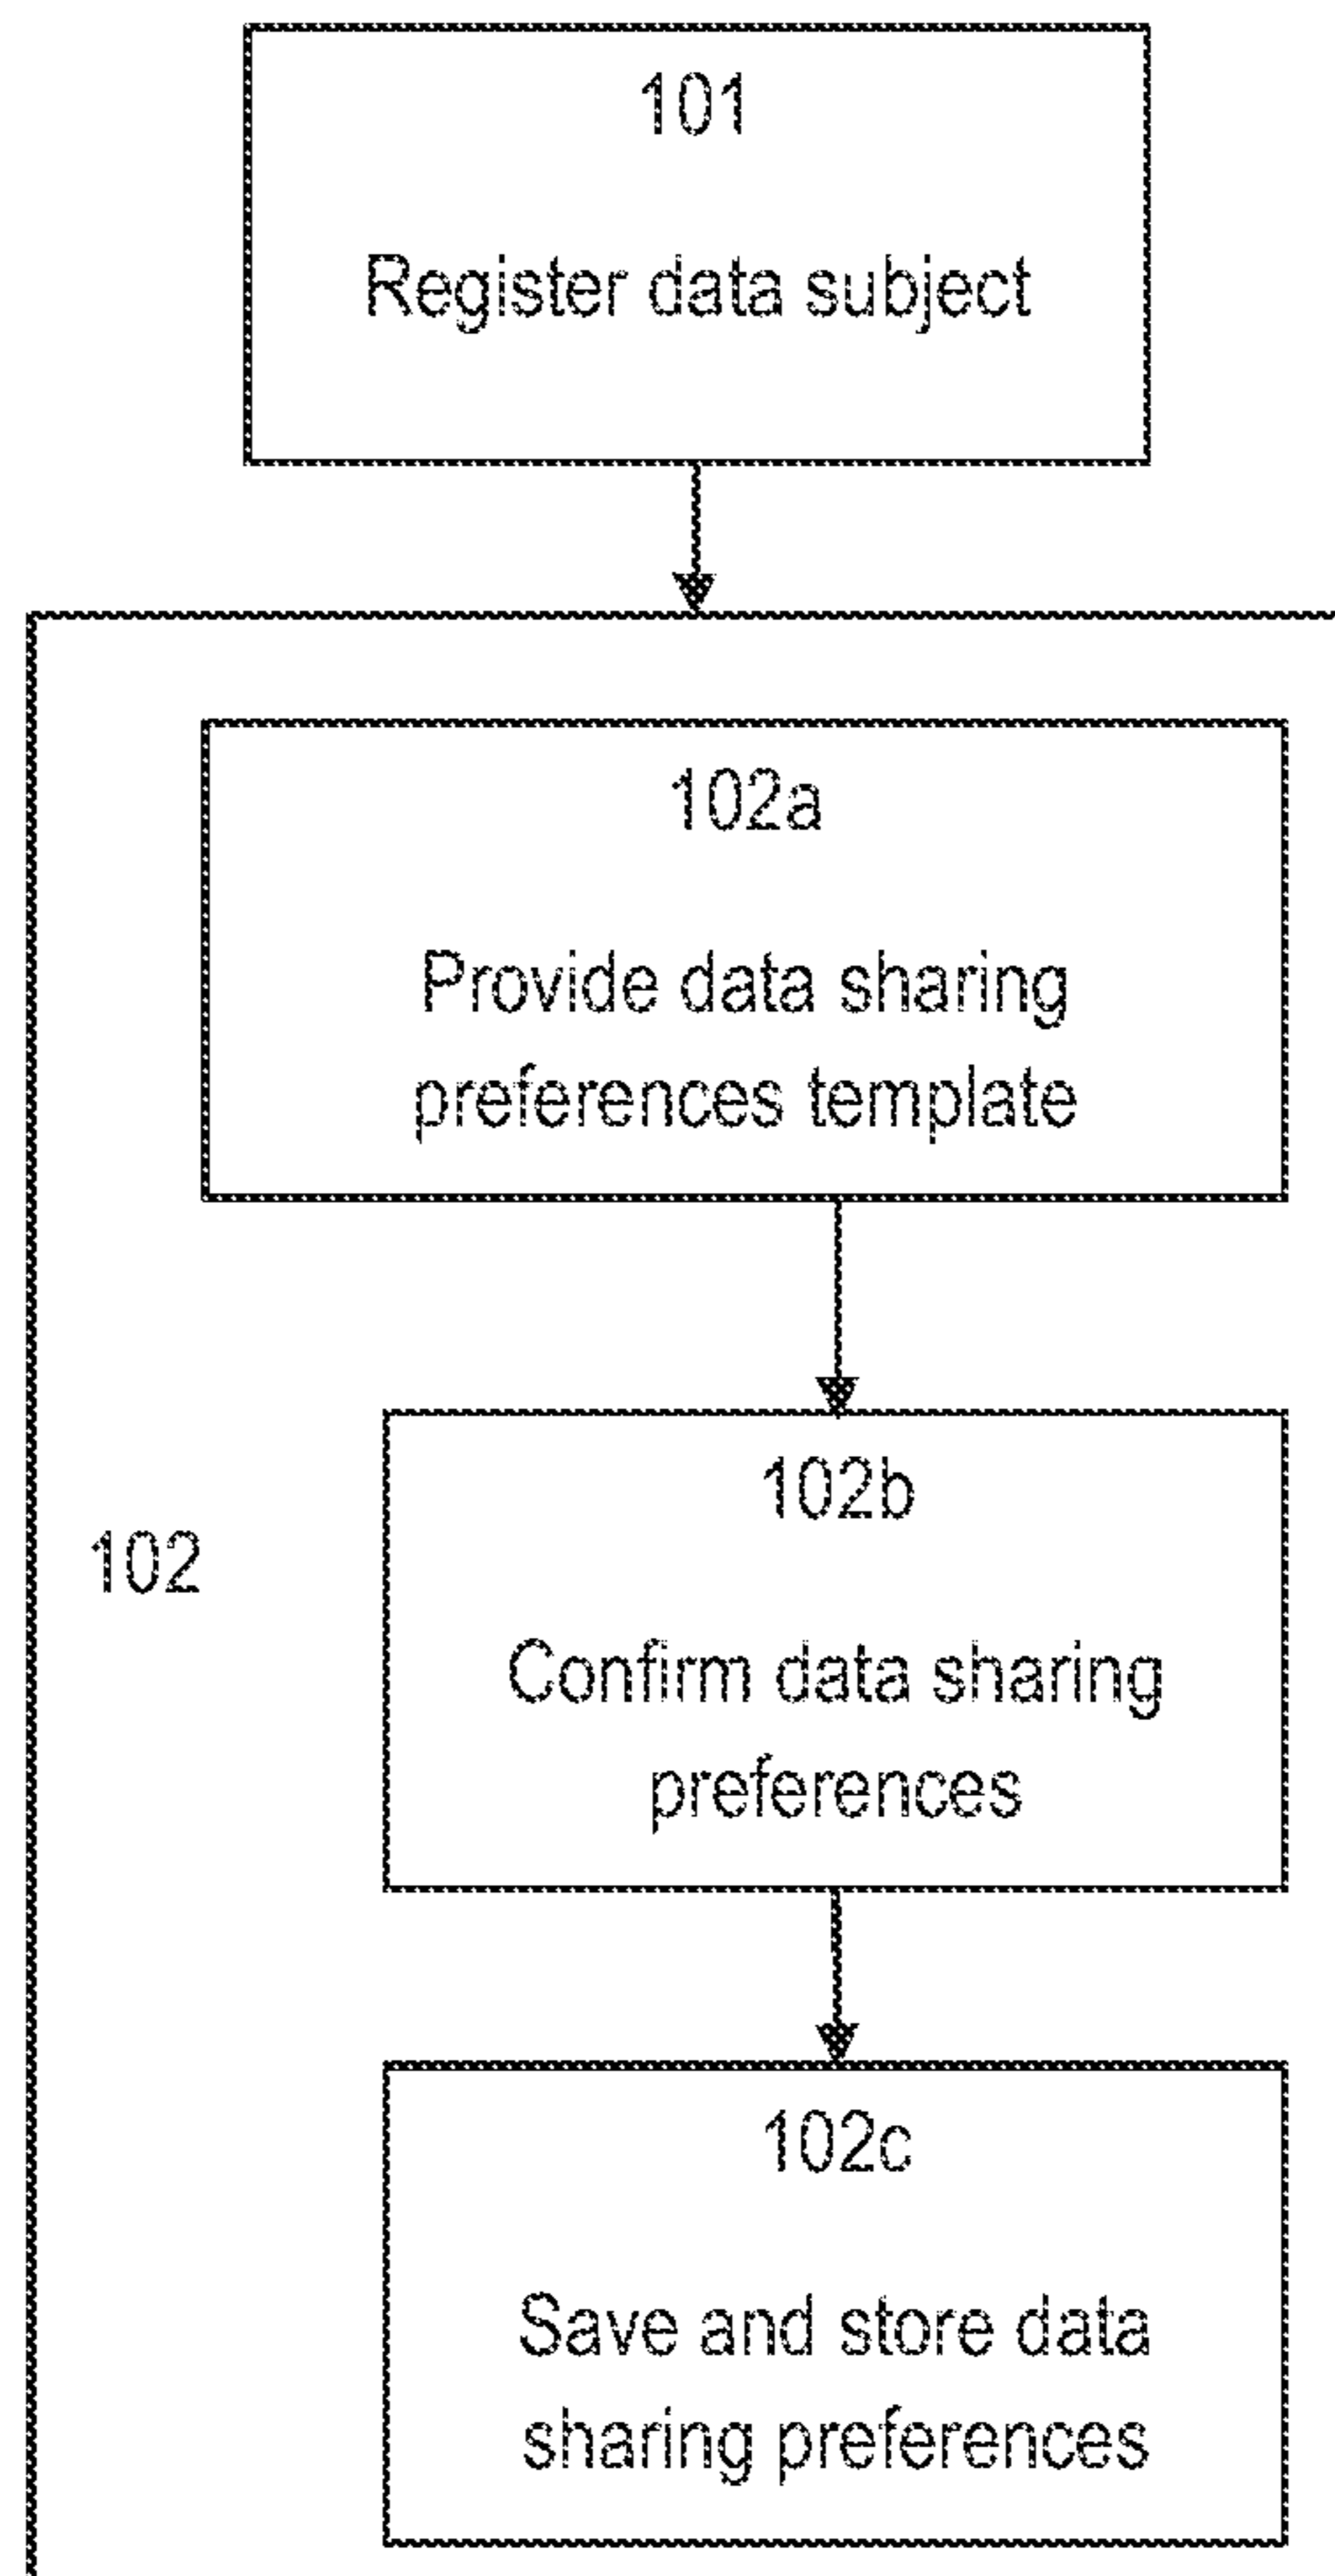 101
Register data subject
102a
Provide data sharing
preferences template
102b
102
Confirm data sharing
preferences
102c
Save and store data
sharing preferences